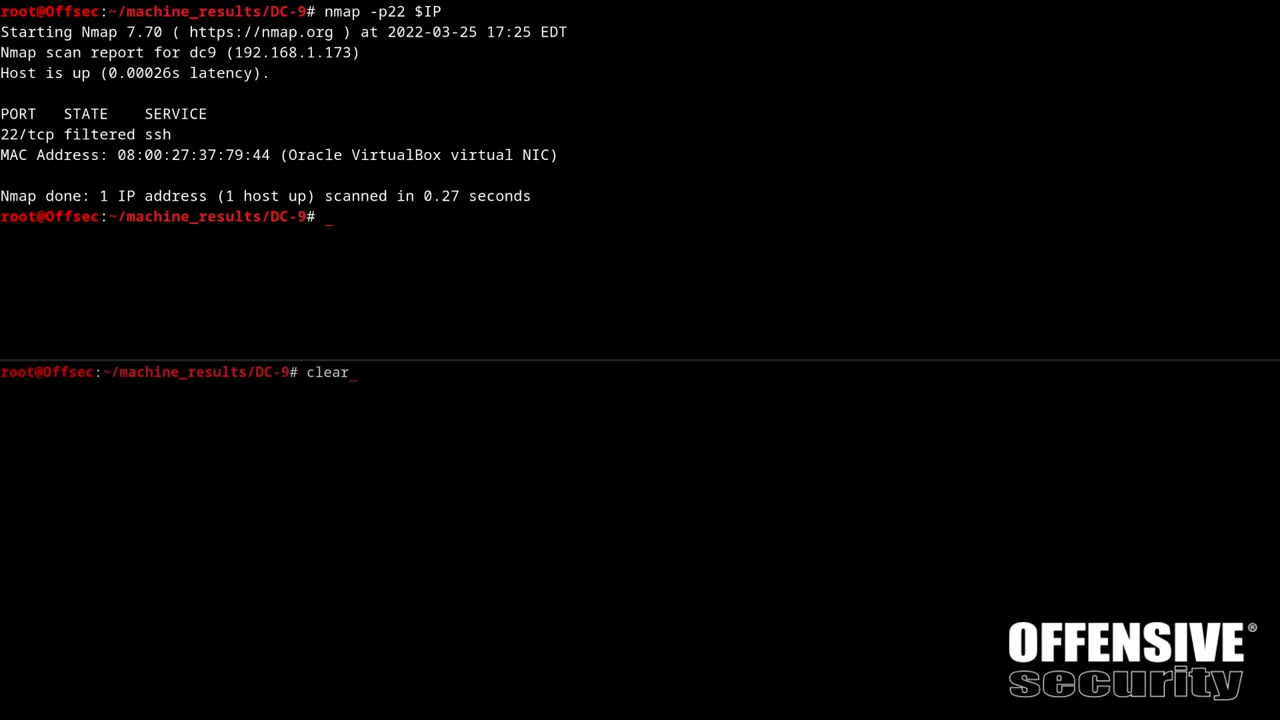 root@Offsec:~/machine_results/DC-9# nmap -p22 $IP
Starting Nmap 7.70 ( https://nmap.org ) at 2022-03-25 17:25 EDT
Nmap scan report for dc9 (192.168.1.173)
Host is up (0.00026s latency).
PORT   STATE    SERVICE
22/tcp filtered ssh
MAC Address: 08:00:27:37:79:44 (Oracle VirtualBox virtual NIC)
Nmap done: 1 IP address (1 host up) scanned in 0.27 seconds
root@Offsec:~/machine_results/DC-9# _
root@Offsec:~/machine_results/DC-9# clear_
OFFENSIVE®
security